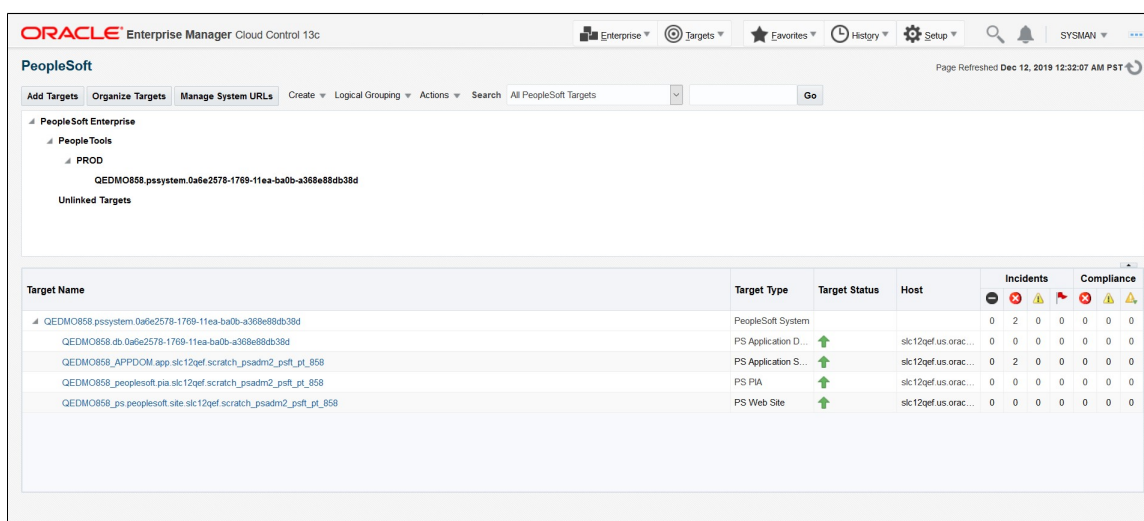 ORACLE® Enterprise Manager Cloud Control 13c Enterprise Targets Favorites History Setup SYSMAN
PeopleSoft Page Refreshed Dec 12, 2019 12:32:07 AM PST
Add Targets Organize Targets Manage System URLs Create Logical Grouping Actions Search All PeopleSoft Targets Go
PeopleSoft Enterprise
PeopleTools
PROD
QEDMO858.pssystem.0a6e2578-1769-11ea-ba0b-a368e88db38d
Unlinked Targets
Incidents Compliance
Target Name Target Type Target Status Host
QEDMO858.pssystem.0a6e2578-1769-11ea-ba0b-a368e88db38d PeopleSoft System 0 2 0 0 0 0 0
QEDMO858.db.0a6e2578-1769-11ea-ba0b-a368e88db38d PS Application D... slc12qef.us.orac... 0 0 0 0 0 0 0
QEDMO858_APPDOM.app.slc12qef.scratch_psadm2_psft_pt_858 PS Application S... slc12qef.us.orac... 0 2 0 0 0 0 0
QEDMO858_peoplesoft.pia.slc12qef.scratch_psadm2_psft_pt_858 PS PIA slc12qef.us.orac... 0 0 0 0 0 0 0
QEDMO858_ps.peoplesoft.site.slc12qef.scratch_psadm2_psft_pt_858 PS Web Site slc12qef.us.orac... 0 0 0 0 0 0 0